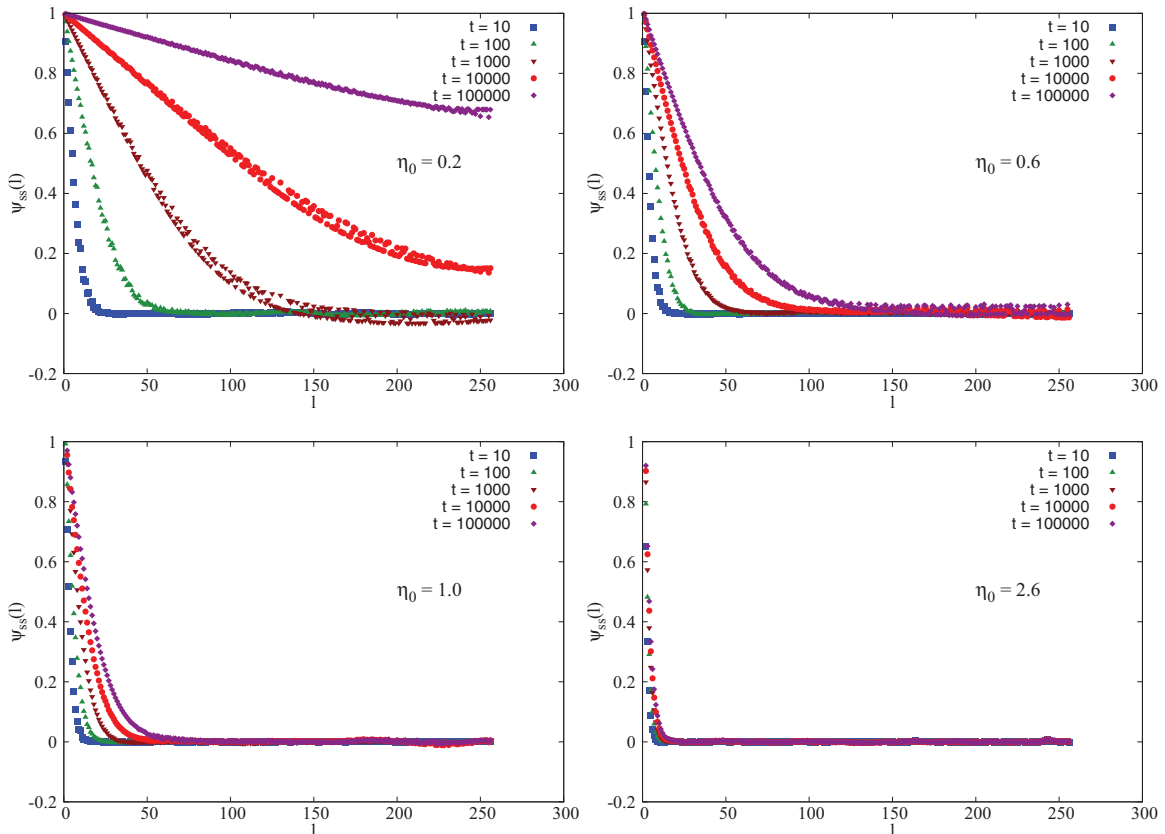 1
0.8
0.6
0.4
0.2
0
-0.2
Ψss(l)
0 50 100 150 200 250 300
l
t = 10
t = 100
t = 1000
t = 10000
t = 100000
η0 = 0.2
1
0.8
0.6
0.4
0.2
0
-0.2
Ψss(l)
0 50 100 150 200 250 300
l
t = 10
t = 100
t = 1000
t = 10000
t = 100000
η0 = 0.6
1
0.8
0.6
0.4
0.2
0
-0.2
Ψss(l)
0 50 100 150 200 250 300
l
t = 10
t = 100
t = 1000
t = 10000
t = 100000
η0 = 1.0
1
0.8
0.6
0.4
0.2
0
-0.2
Ψss(l)
0 50 100 150 200 250 300
l
t = 10
t = 100
t = 1000
t = 10000
t = 100000
η0 = 2.6